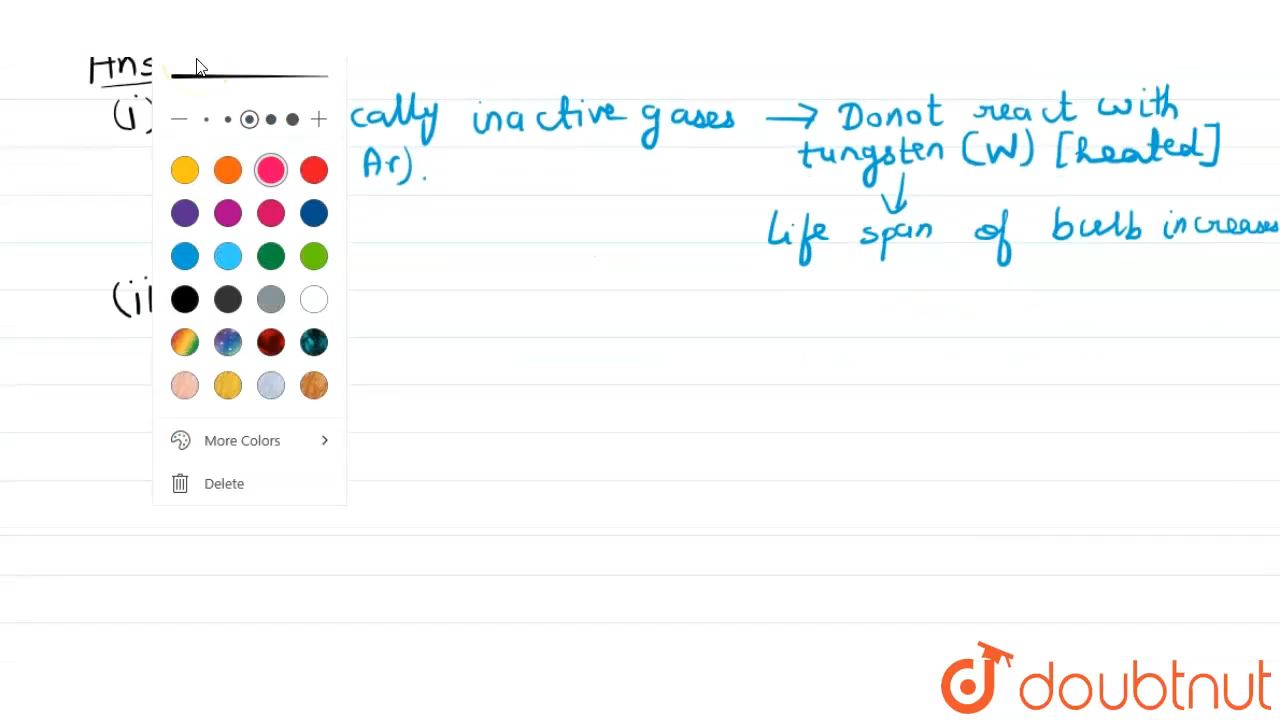 Ans
(i) cally inactive gases → Donot react with
Ar). tungsten (W) [heated]
↓
Life span of bulb increases
(ii
More Colors
Delete
doubtnut